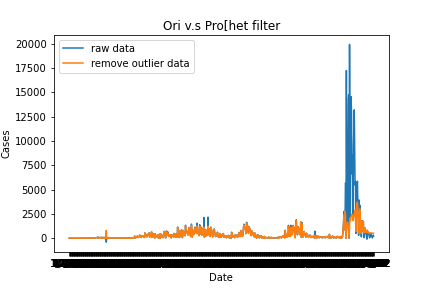 Ori v.s Pro[het filter
raw data
remove outlier data
20000
17500
15000
12500
10000
7500
5000
2500
0
Cases
Date